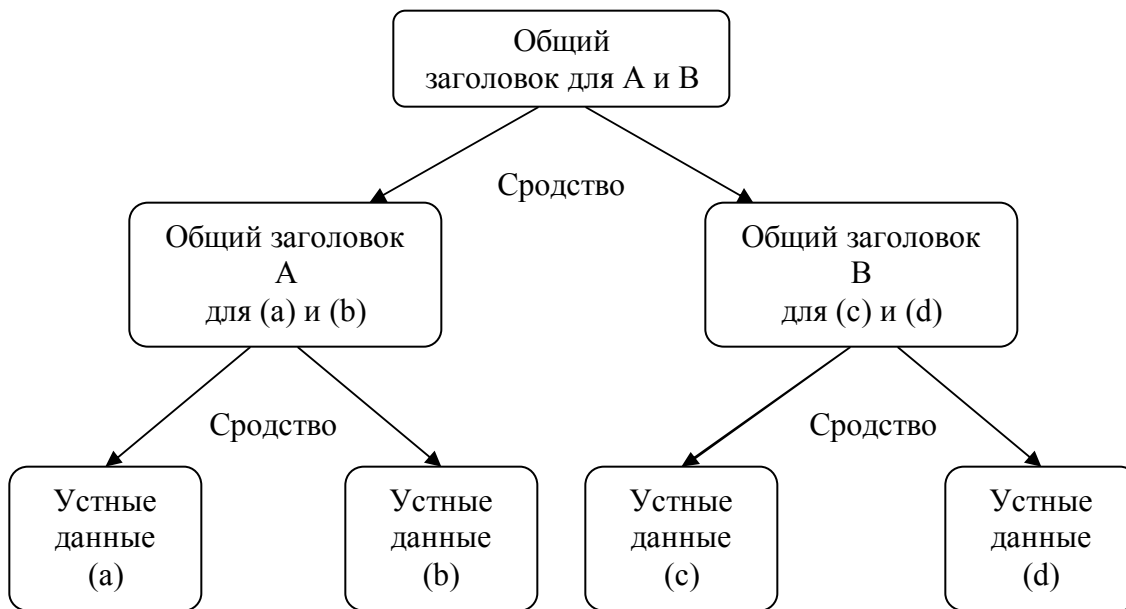 Общий
заголовок для А и В
Сродство
Общий заголовок
А
для (a) и (b)
Общий заголовок
В
для (c) и (d)
Сродство
Сродство
Устные
данные
(a)
Устные
данные
(b)
Устные
данные
(c)
Устные
данные
(d)